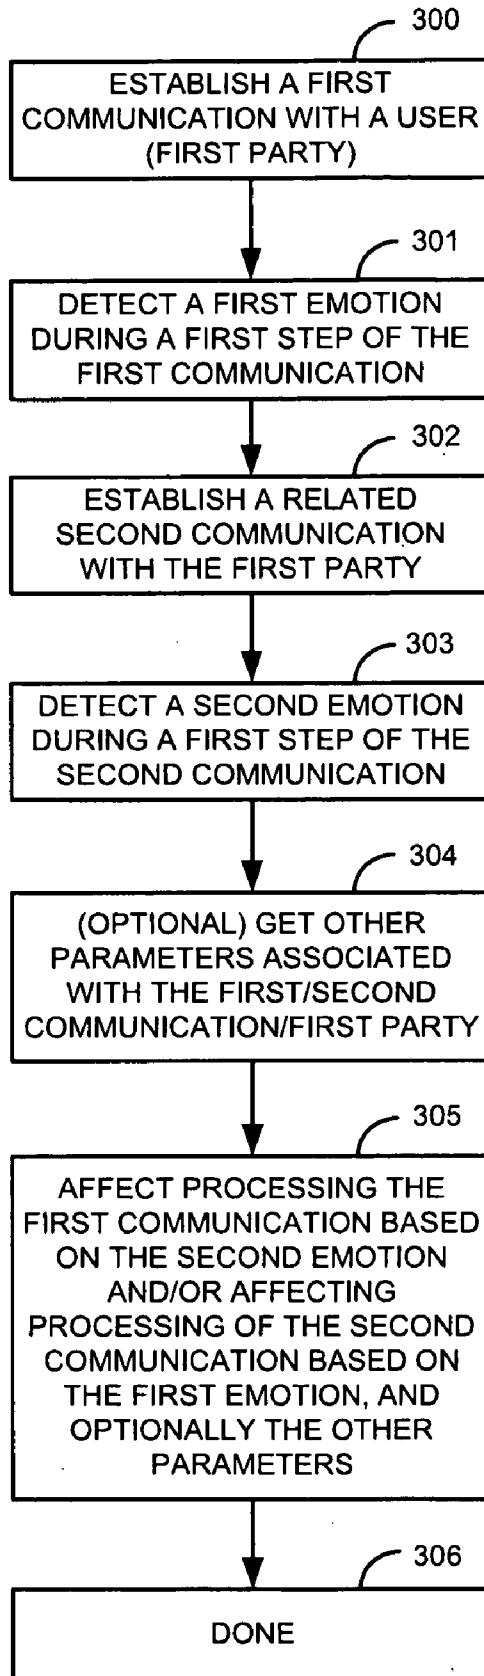 300
ESTABLISH A FIRST
COMMUNICATION WITH A USER
(FIRST PARTY)
301
DETECT A FIRST EMOTION
DURING A FIRST STEP OF THE
FIRST COMMUNICATION
302
ESTABLISH A RELATED
SECOND COMMUNICATION
WITH THE FIRST PARTY
303
DETECT A SECOND EMOTION
DURING A FIRST STEP OF THE
SECOND COMMUNICATION
304
(OPTIONAL) GET OTHER
PARAMETERS ASSOCIATED
WITH THE FIRST/SECOND
COMMUNICATION/FIRST PARTY
305
AFFECT PROCESSING THE
FIRST COMMUNICATION BASED
ON THE SECOND EMOTION
AND/OR AFFECTING
PROCESSING OF THE SECOND
COMMUNICATION BASED ON
THE FIRST EMOTION, AND
OPTIONALLY THE OTHER
PARAMETERS
306
DONE